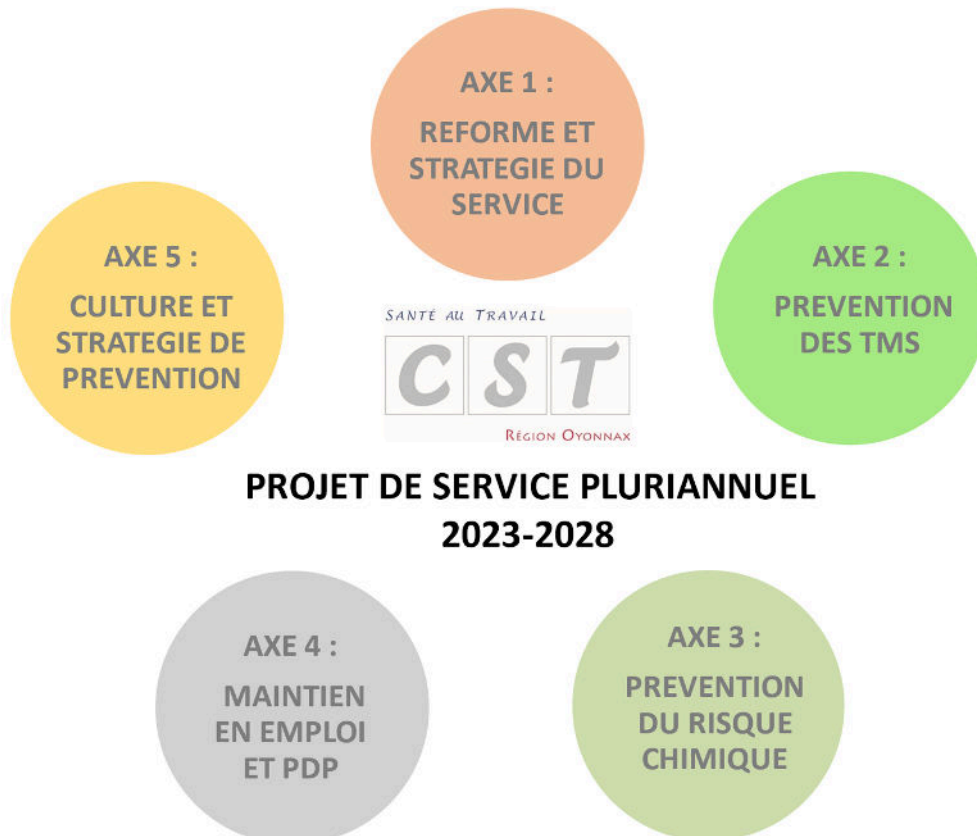 AXE 1 :
REFORME ET
STRATEGIE DU
SERVICE
AXE 5 :
CULTURE ET
STRATEGIE DE
PREVENTION
AXE 2 :
PREVENTION
DES TMS
SANTÉ AU TRAVAIL
CST
RÉGION OYONNAX
PROJET DE SERVICE PLURIANNUEL
2023-2028
AXE 4 :
MAINTIEN
EN EMPLOI
ET PDP
AXE 3 :
PREVENTION
DU RISQUE
CHIMIQUE